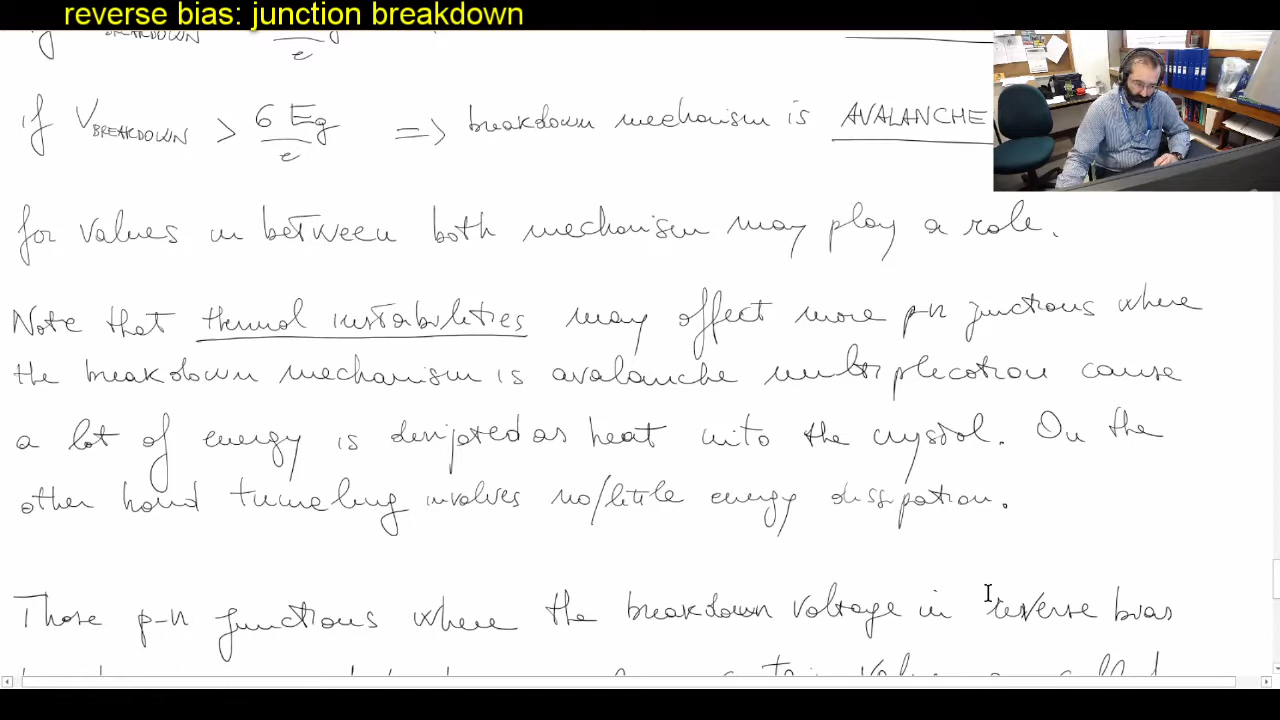 reverse bias: junction breakdown
if V BREAKDOWN > 6 Eg / e => breakdown mechanism is AVALANCHE
for values in between both mechanism may play a role.
Note that thermal instabilities may affect more p-n junctions where
the breakdown mechanism is avalanche multiplication cause
a lot of energy is dissipated as heat into the crystal. On the
other hand tunneling involves no/little energy dissipation.
Those p-n junctions where the breakdown voltage in reverse bias